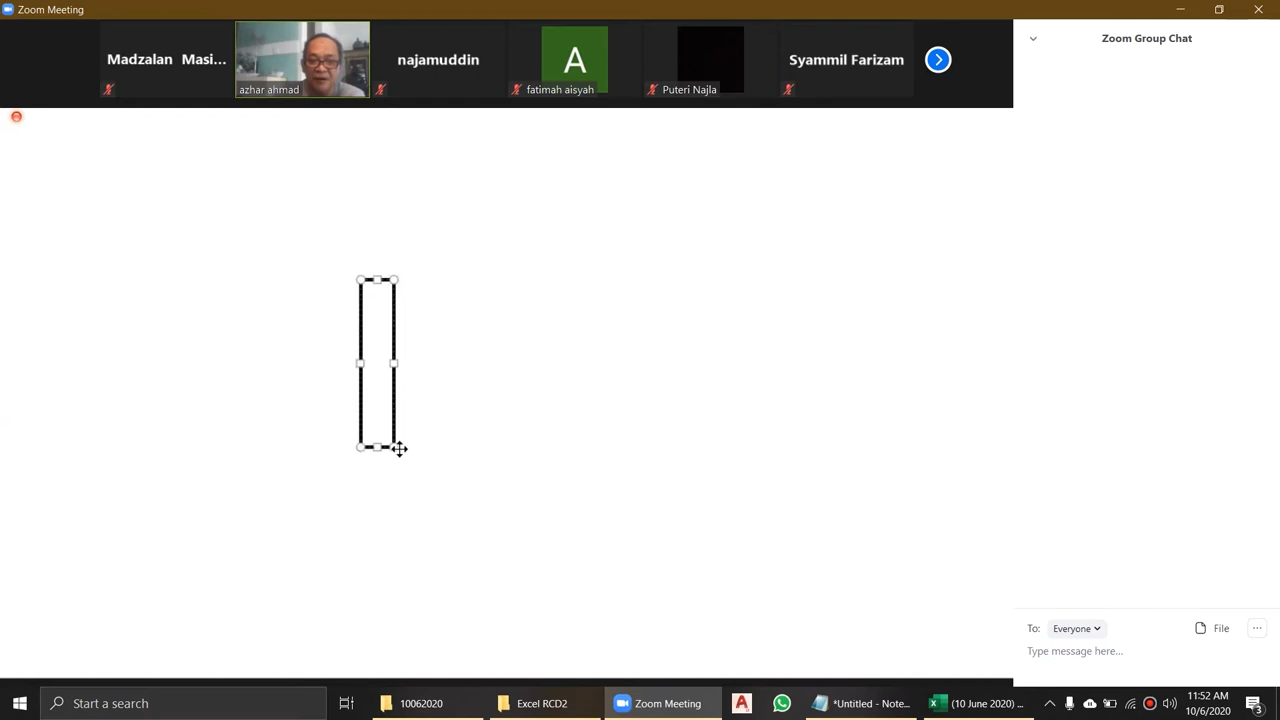 Zoom Meeting
Madzalan Masi...
azhar ahmad
najamuddin
A
fatimah aisyah
Puteri Najla
Syammil Farizam
Zoom Group Chat
To: Everyone
File
Type message here...
Start a search
10062020
Excel RCD2
Zoom Meeting
*Untitled - Note...
(10 June 2020) ...
11:52 AM
10/6/2020
3